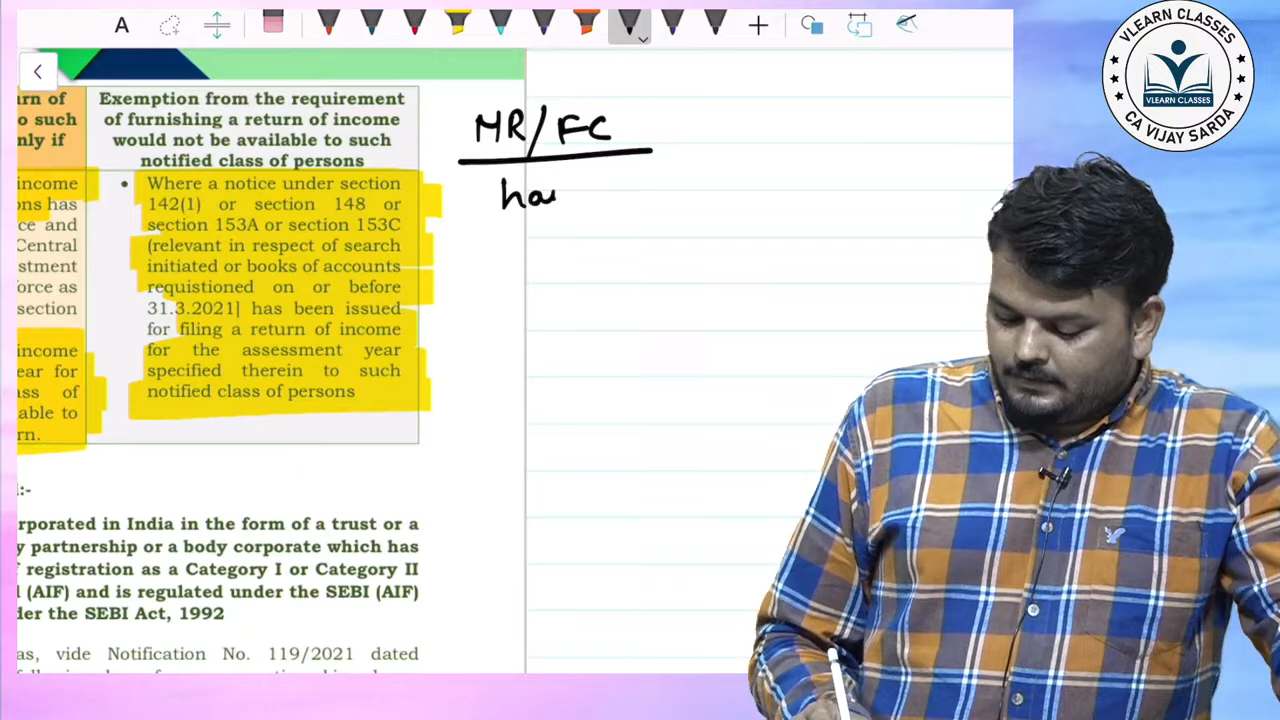 A
VLEARN CLASSES
VLEARN CLASSES
CA VIJAY SARDA
urn of
o such
nly if
income
ons has
ce and
Central
stment
orce as
section
income
ear for
ass of
able to
rn.
Exemption from the requirement
of furnishing a return of income
would not be available to such
notified class of persons
• Where a notice under section
142(1) or section 148 or
section 153A or section 153C
(relevant in respect of search
initiated or books of accounts
requistioned on or before
31.3.2021] has been issued
for filing a return of income
for the assessment year
specified therein to such
notified class of persons
NR/FC
ha
:-
orporated in India in the form of a trust or a
y partnership or a body corporate which has
f registration as a Category I or Category II
(AIF) and is regulated under the SEBI (AIF)
der the SEBI Act, 1992
as, vide Notification No. 119/2021 dated